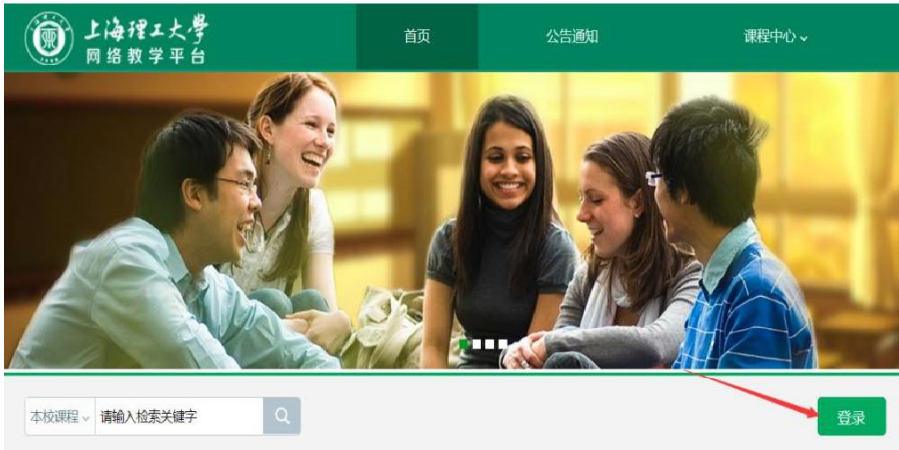 上海理工大學
网络教学平台
首页
公告通知
课程中心
本校课程
请输入检索关键字
登录